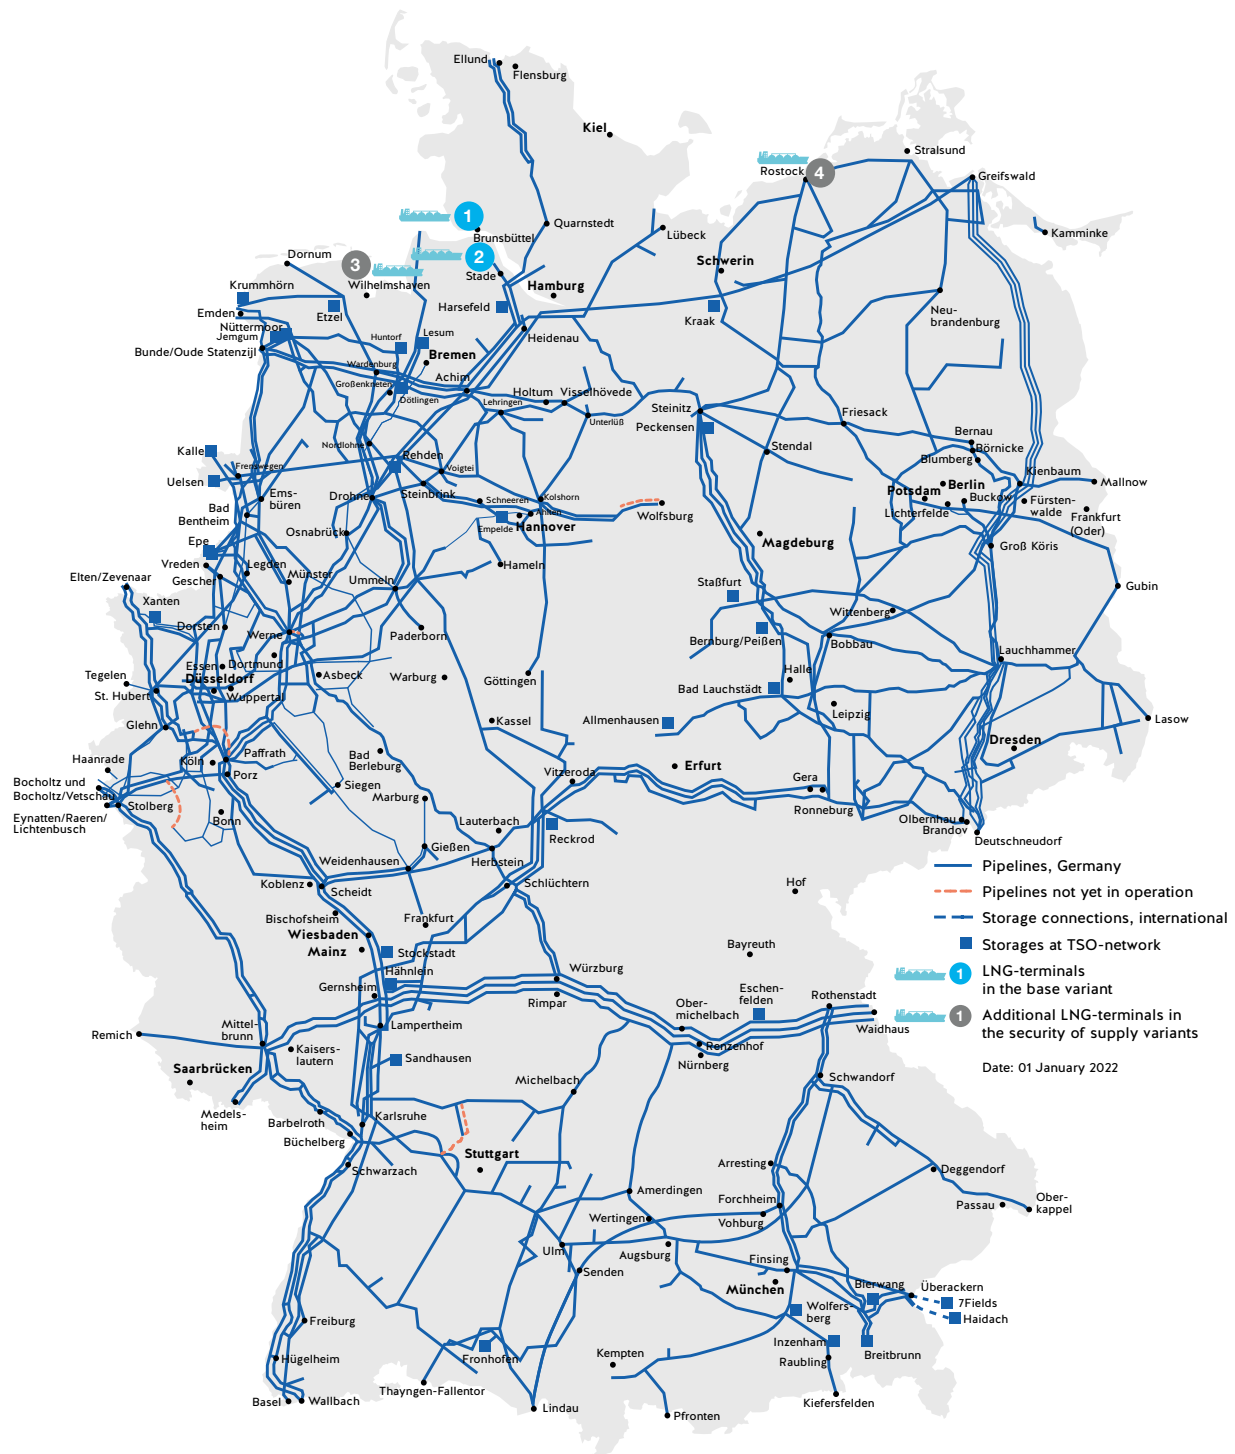 Ellund
Flensburg
Kiel
Stralsund
Rostock
4
Greifswald
1
Brunsbüttel
Quarnstedt
Lübeck
Kamminke
Dornum
3
2
Stade
Schwerin
Wilhelmshaven
Krummhörn
Hamburg
Etzel
Harsefeld
Kraak
Neu-
brandenburg
Emden
Nüttermoor
Jemgum
Huntorf
Lesum
Heidenau
Bunde/Oude Statenzijl
Bremen
Wardenburg
Achim
Großenkneten
Dötlingen
Holtum
Visselhövede
Lehringen
Unterlüß
Steinitz
Peckensen
Friesack
Bernau
Börnicke
Blumberg
Nordlohne
Stendal
Kalle
Frenswegen
Rehden
Voigtei
Kienbaum
Mallnow
Uelsen
Ems-
büren
Drohne
Steinbrink
Schneeren
Kolshorn
Potsdam
Berlin
Buckow
Fürsten-
walde
Lichterfelde
Frankfurt
(Oder)
Bad
Bentheim
Ahlten
Empelde
Hannover
Wolfsburg
Osnabrück
Magdeburg
Groß Köris
Epe
Vreden
Legden
Münster
Hameln
Gescher
Ummeln
Gubin
Elten/Zevenaar
Staßfurt
Xanten
Wittenberg
Dorsten
Werne
Paderborn
Bernburg/Peißen
Bobbau
Lauchhammer
Essen
Dortmund
Tegelen
Düsseldorf
Asbeck
Warburg
Göttingen
Halle
St. Hubert
Wuppertal
Bad Lauchstädt
Leipzig
Glehn
Kassel
Allmenhausen
Lasow
Dresden
Haanrade
Köln
Paffrath
Bad
Berleburg
Erfurt
Porz
Vitzeroda
Gera
Bocholtz und
Bocholtz/Vetschau
Siegen
Marburg
Ronneburg
Stolberg
Eynatten/Raeren/
Lichtenbusch
Bonn
Lauterbach
Reckrod
Olbernhau
Brandov
Deutschneudorf
Gießen
Weidenhausen
Herbstein
Koblenz
Scheidt
Schlüchtern
Hof
Bischofsheim
Frankfurt
Wiesbaden
Mainz
Stockstadt
Bayreuth
Hähnlein
Gernsheim
Würzburg
Rimpar
Eschen-
felden
Rothenstadt
Ober-
michelbach
Waidhaus
Remich
Mittel-
brunn
Lampertheim
Kaisers-
lautern
Sandhausen
Renzenhof
Nürnberg
Saarbrücken
Michelbach
Schwandorf
Medels-
heim
Barbelroth
Karlsruhe
Büchelberg
Stuttgart
Schwarzach
Arresting
Deggendorf
Amerdingen
Forchheim
Passau
Ober-
kappel
Wertingen
Vohburg
Ulm
Augsburg
Finsing
Senden
München
Bierwang
Überackern
7Fields
Haidach
Wolfers-
berg
Freiburg
Inzenham
Breitbrunn
Fronhofen
Kempten
Raubling
Hügelheim
Thayngen-Fallentor
Kiefersfelden
Basel
Wallbach
Lindau
Pfronten
Pipelines, Germany
Pipelines not yet in operation
Storage connections, international
Storages at TSO-network
1
LNG-terminals
in the base variant
1
Additional LNG-terminals in
the security of supply variants
Date: 01 January 2022